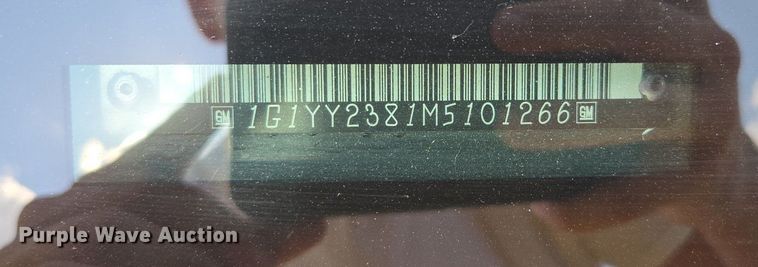 GM 1G1YY2381M5101266 GM
Purple Wave Auction